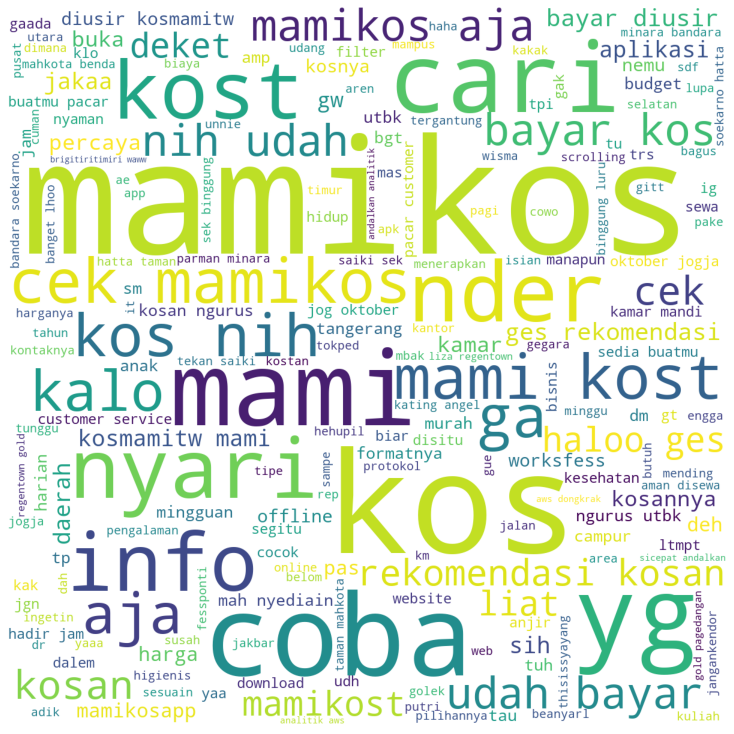 gaada
diusir kosmamitw
mamikos aja
haha
bayar diusir
minara bandara
utara
buka
deket
udang
mampus
kakak
aplikasi
dimana
klo
biaya
amp
filter
nemu
sdf
pusat
mahkota benda
kost
kosnya
cari
gak
budget
lupa
jakaa
gw
aren
tpi
selatan
buatmu pacar
utbk
tergantung
bayar kos
soekarno hatta
nyaman
cuman
nih udah
unnie
bgt
tu
bagus
jam
percaya
mas
wisma
scrolling
trs
brigitiritimiri waww
bandara soekarno
banget lhoo
ae
app
sek binggung
mamikos
andalkan analitik
pacar customer
binggung luru
gitt
ig
timur
hidup
pagi
cowo
sewa
apk
pake
hatta taman
parman minara
saiki sek
menerapkan
isian
manapun
oktober jogja
cek mamikos
nder
cek
harganya
it
sm
kosan ngurus
jog oktober
kantor
ges rekomendasi
kamar mandi
tahun
kos nih
tangerang
tokped
kontaknya
tekan saiki
kostan
kamar
mbak
liza regentown
gegara
sedia buatmu
kalo
anak
mami
mami kost
bisnis
kating angel
minggu
dm
gt
engga
customer service
murah
ga
haloo ges
tunggu
kosmamitw mami
hehupil
biar
disitu
regentown gold
nyari
formatnya
worksfess
butuh
mending
tipe
sampe
protokol
gue
kos
kesehatan
aman disewa
harian
daerah
mingguan
offline
rep
kosannya
jogja
pengalaman
segitu
aws dongkrak
jalan
ngurus utbk
info
km
campur
deh
tp
cocok
area
ltmpt
sicepat andalkan
dah
mah nyediain
online
belom
pas
website
rekomendasi kosan
kak
yaaa
fessponti
aja
jgn
coba
liat
anjir
yg
ingetin
taman mahkota
thisissyayang
gold pagedangan
jangankendor
hadir jam
susah
dr
harga
jakbar
web
sih
tuh
dalem
higienis
kosan
sesuain
yaa
download
udh
golek
udah bayar
mamikosapp
mamikost
putri
pilihannya
tau
beanyarl
adik
analitik aws
kuliah